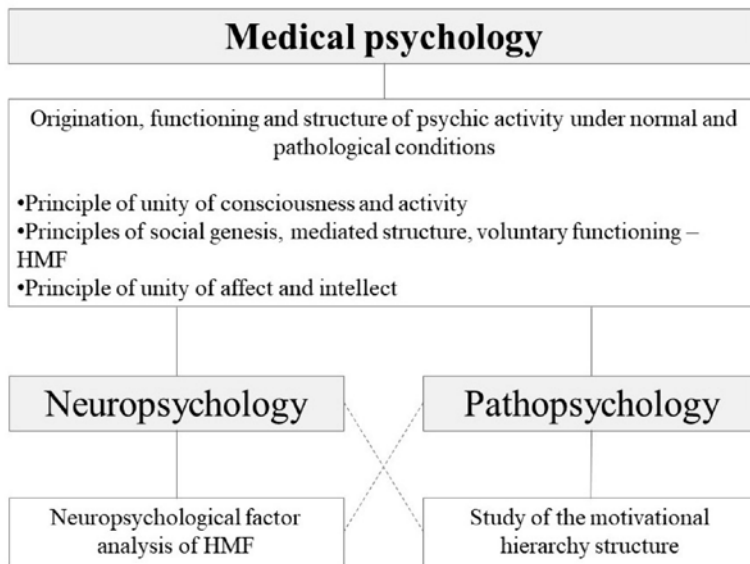 Medical psychology
Origination, functioning and structure of psychic activity under normal and
pathological conditions
•Principle of unity of consciousness and activity
•Principles of social genesis, mediated structure, voluntary functioning –
HMF
•Principle of unity of affect and intellect
Neuropsychology
Pathopsychology
Neuropsychological factor
analysis of HMF
Study of the motivational
hierarchy structure